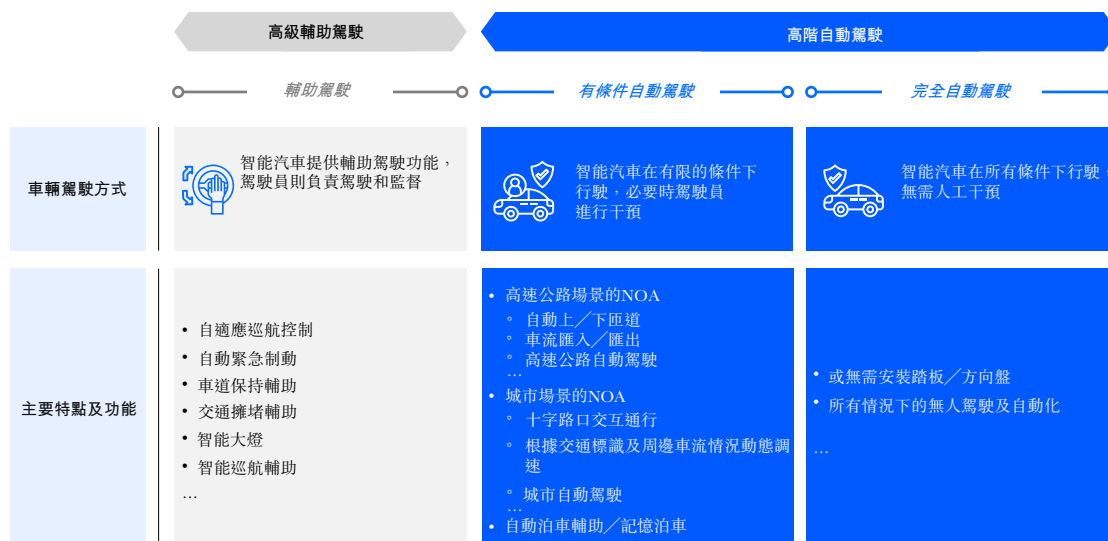 高級輔助駕駛
高階自動駕駛
輔助駕駛
有條件自動駕駛
完全自動駕駛
車輛駕駛方式
智能汽車提供輔助駕駛功能，
駕駛員則負責駕駛和監督
智能汽車在有限的條件下
行駛，必要時駕駛員
進行干預
智能汽車在所有條件下行駛，
無需人工干預
主要特點及功能
• 自適應巡航控制
• 自動緊急制動
• 車道保持輔助
• 交通擁堵輔助
• 智能大燈
• 智能巡航輔助
…
• 高速公路場景的NOA
° 自動上／下匝道
° 車流匯入／匯出
° 高速公路自動駕駛
…
• 城市場景的NOA
° 十字路口交互通行
° 根據交通標識及周邊車流情況動態調
速
° 城市自動駕駛
…
• 自動泊車輔助／記憶泊車
• 或無需安裝踏板／方向盤
• 所有情況下的無人駕駛及自動化
…